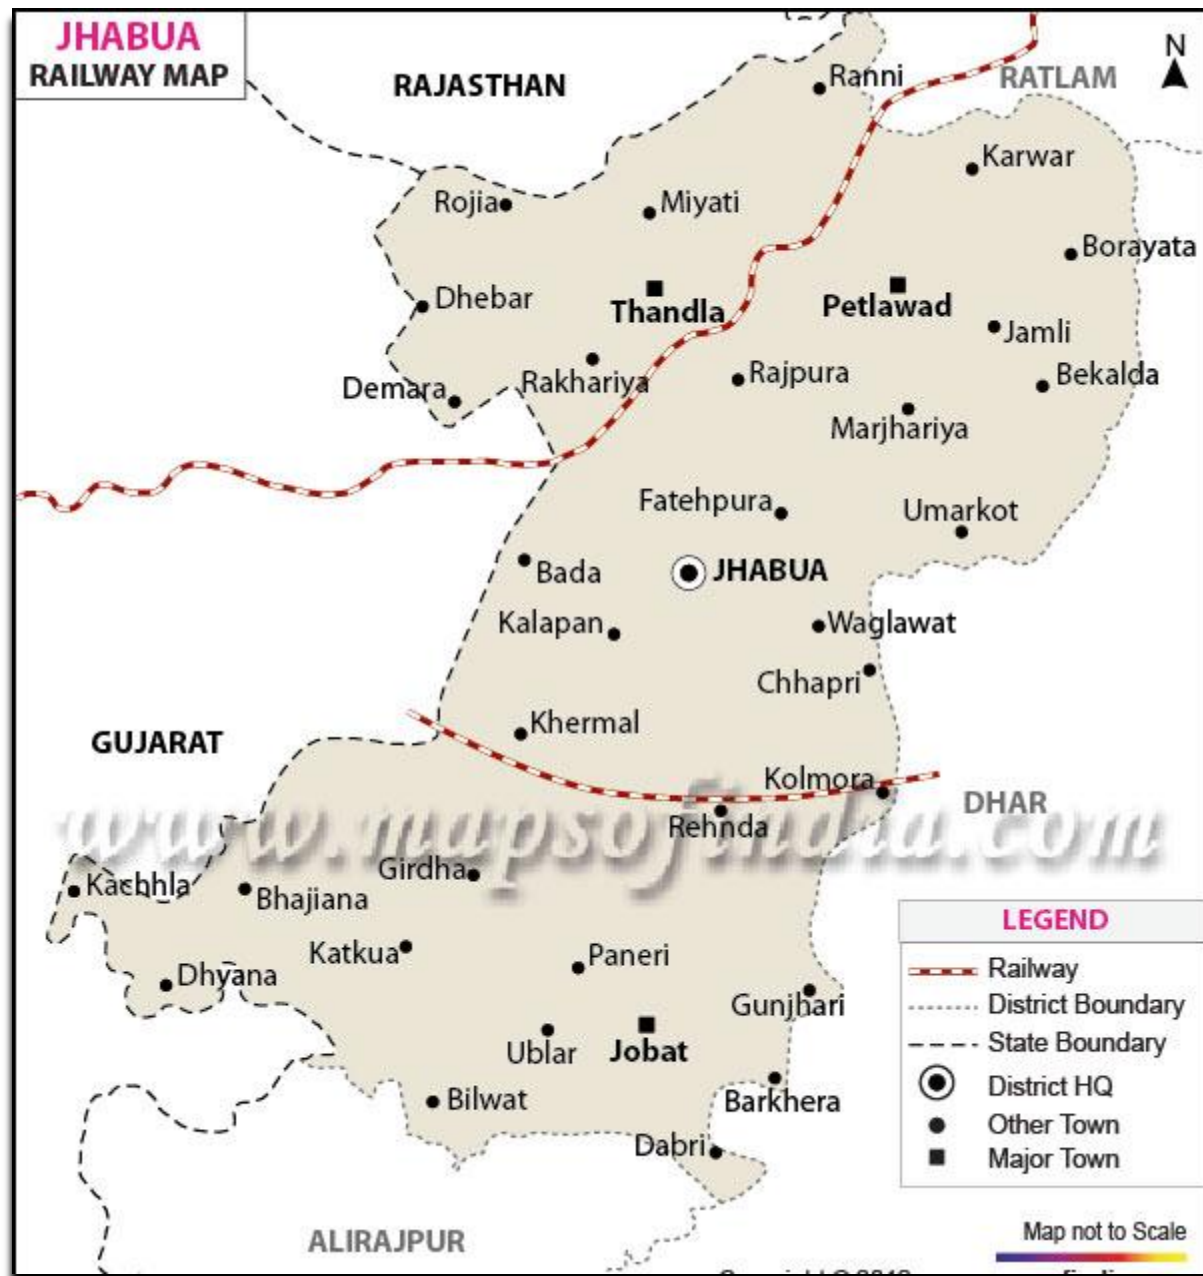 JHABUA
RAILWAY MAP
N
RAJASTHAN
Ranni
RATLAM
Karwar
Rojia
Miyati
Borayata
Dhebar
Thandla
Petlawad
Jamli
Demara
Rakhariya
Rajpura
Bekalda
Marjhariya
Fatehpura
Umarkot
Bada
JHABUA
Kalapan
Waglawat
Chhapri
GUJARAT
Khermal
Kolmora
DHAR
Rehnda
www.mapsofindia.com
Kachhla
Bhajiana
Girdha
Katkua
Paneri
Dhyana
Gunjhari
Ublar
Jobat
Bilwat
Barkhera
Dabri
ALIRAJPUR
LEGEND
Railway
District Boundary
State Boundary
District HQ
Other Town
Major Town
Map not to Scale